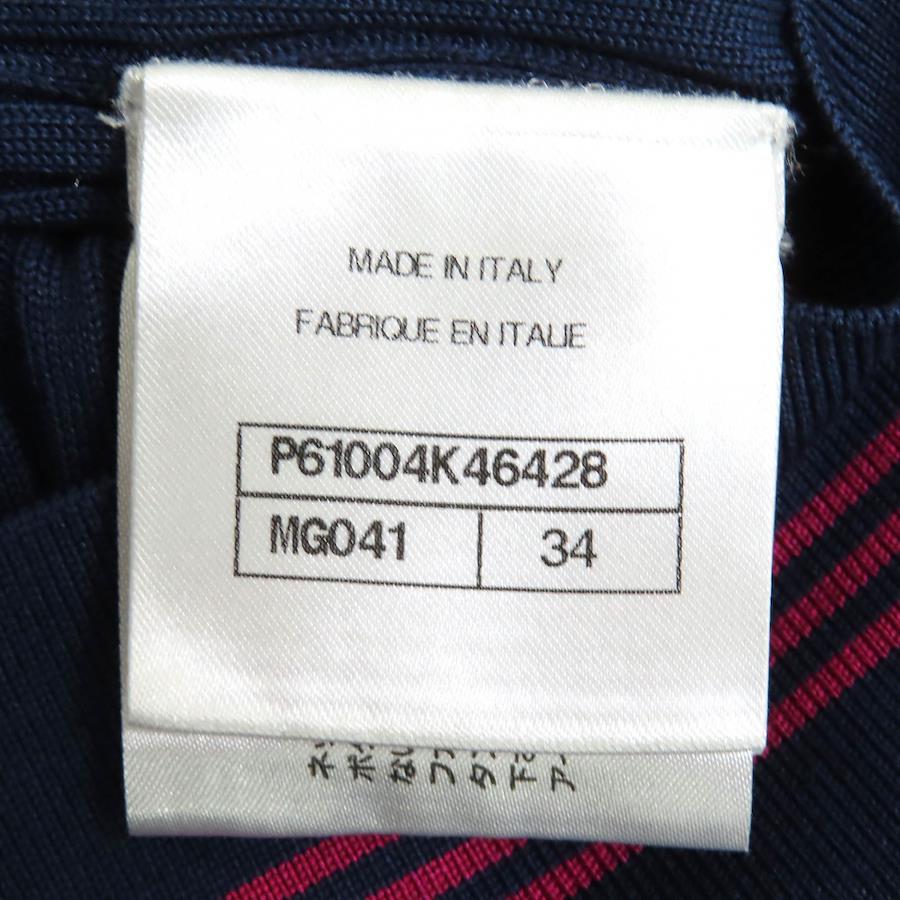 MADE IN ITALY
FABRIQUE EN ITALIE
P61004K46428
MG041 34